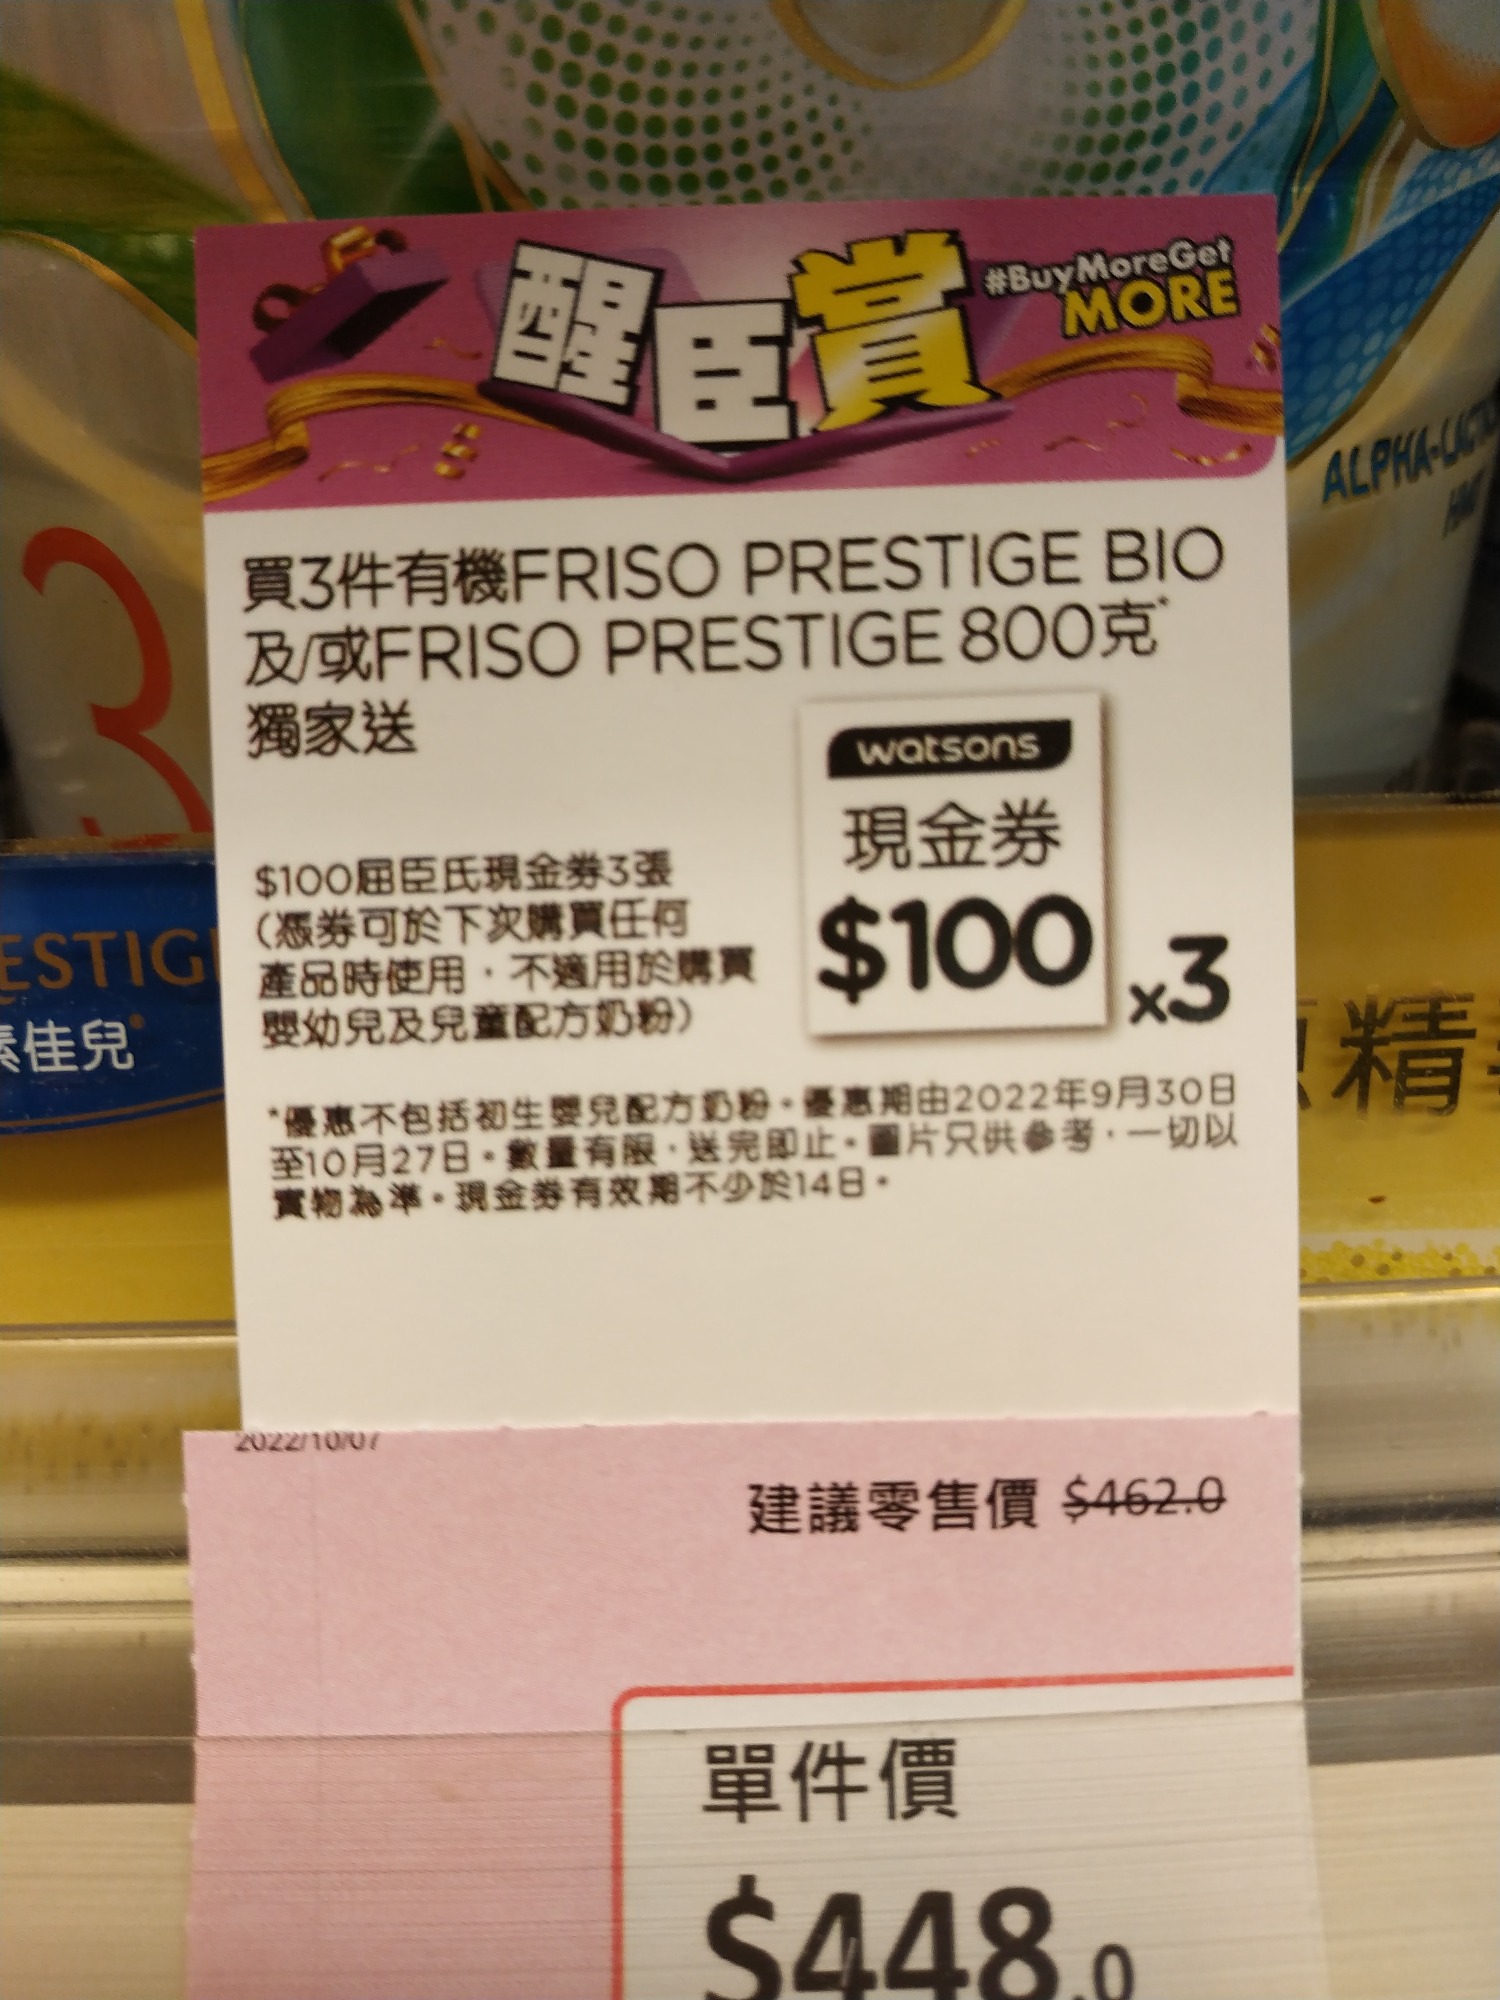 醒臣賞
#BuyMoreGet
MORE
ALPHA-LAC
3
買3件有機FRISO PRESTIGE BIO
及/或FRISO PRESTIGE 800克*
獨家送
watsons
現金券
$100
x3
$100屈臣氏現金券3張
(憑券可於下次購買任何
產品時使用，不適用於購買
嬰幼兒及兒童配方奶粉)
ESTIG
素佳兒
精
*優惠不包括初生嬰兒配方奶粉。優惠期由2022年9月30日
至10月27日。數量有限，送完即止。圖片只供參考，一切以
實物為準。現金券有效期不少於14日。
2022/10/07
建議零售價 $462.0
單件價
$448.0